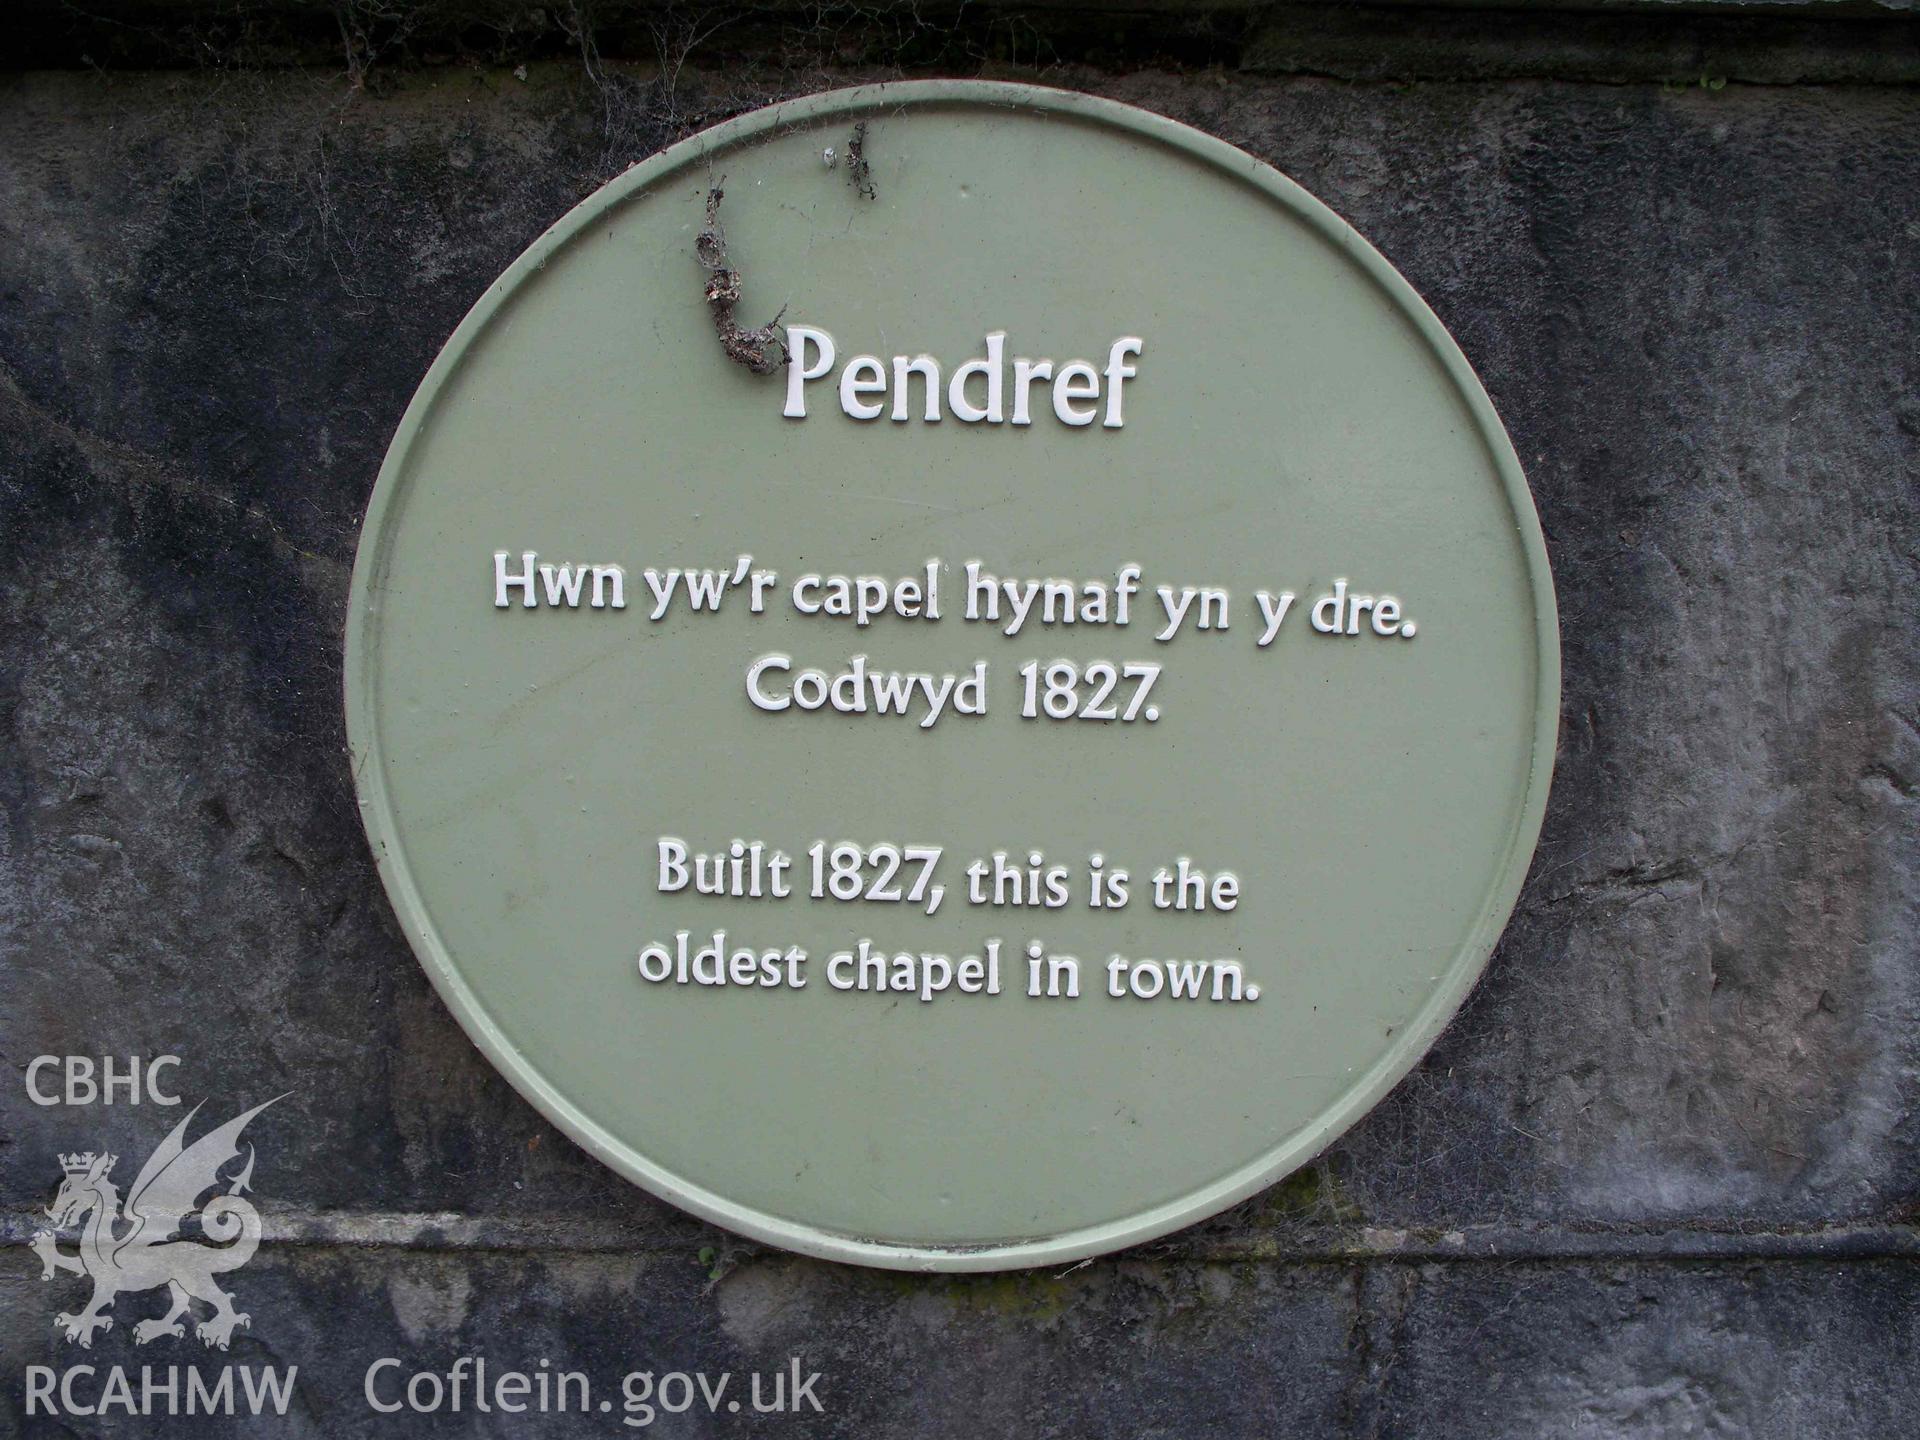 Pendref
Hwn yw'r capel hynaf yn y dre.
Codwyd 1827.
Built 1827, this is the
oldest chapel in town.
CBHC
RCAHMW
Coflein.gov.uk